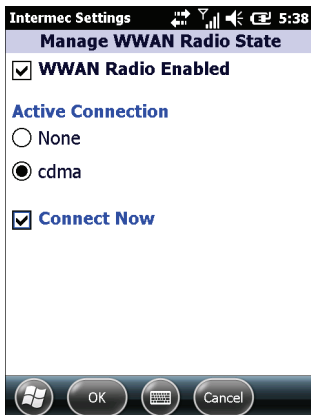 Intermec Settings 5:38
Manage WWAN Radio State
WWAN Radio Enabled
Active Connection
None
cdma
Connect Now
OK Cancel